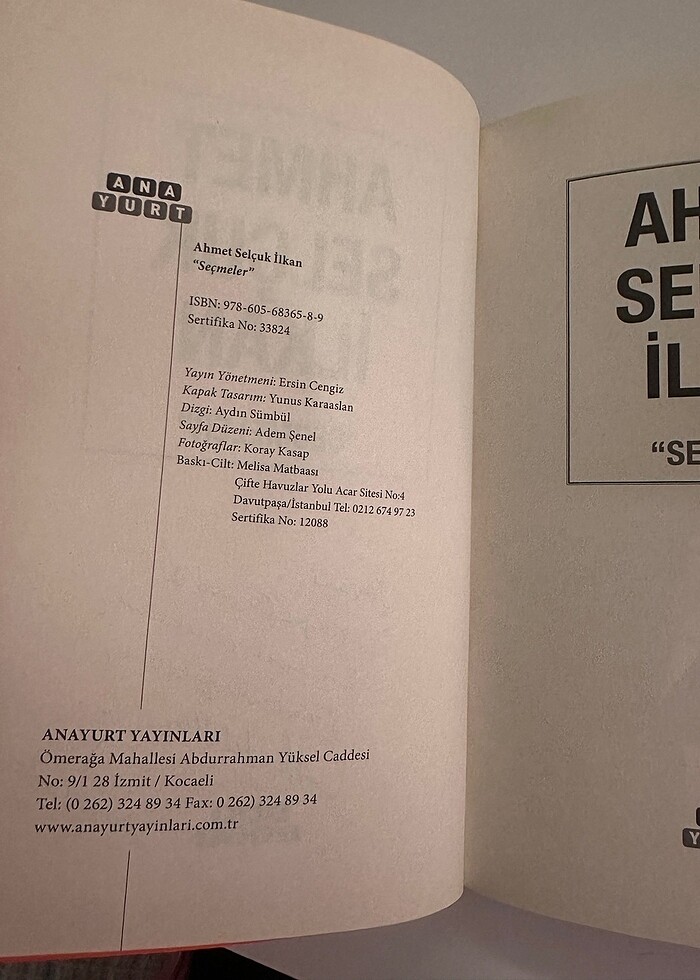 ANA
YURT
Ahmet Selçuk İlkan
“Seçmeler”
ISBN: 978-605-68365-8-9
Sertifika No: 33824
Yayın Yönetmeni: Ersin Cengiz
Kapak Tasarım: Yunus Karaaslan
Dizgi: Aydın Sümbül
Sayfa Düzeni: Adem Şenel
Fotoğraflar: Koray Kasap
Baskı-Cilt: Melisa Matbaası
Çifte Havuzlar Yolu Acar Sitesi No:4
Davutpaşa/İstanbul Tel: 0212 674 97 23
Sertifika No: 12088
ANAYURT YAYINLARI
Ömerağa Mahallesi Abdurrahman Yüksel Caddesi
No: 9/1 28 İzmit / Kocaeli
Tel: (0 262) 324 89 34 Fax: 0 262) 324 89 34
www.anayurtyayinlari.com.tr
AH
SE
İL
“SE
Y